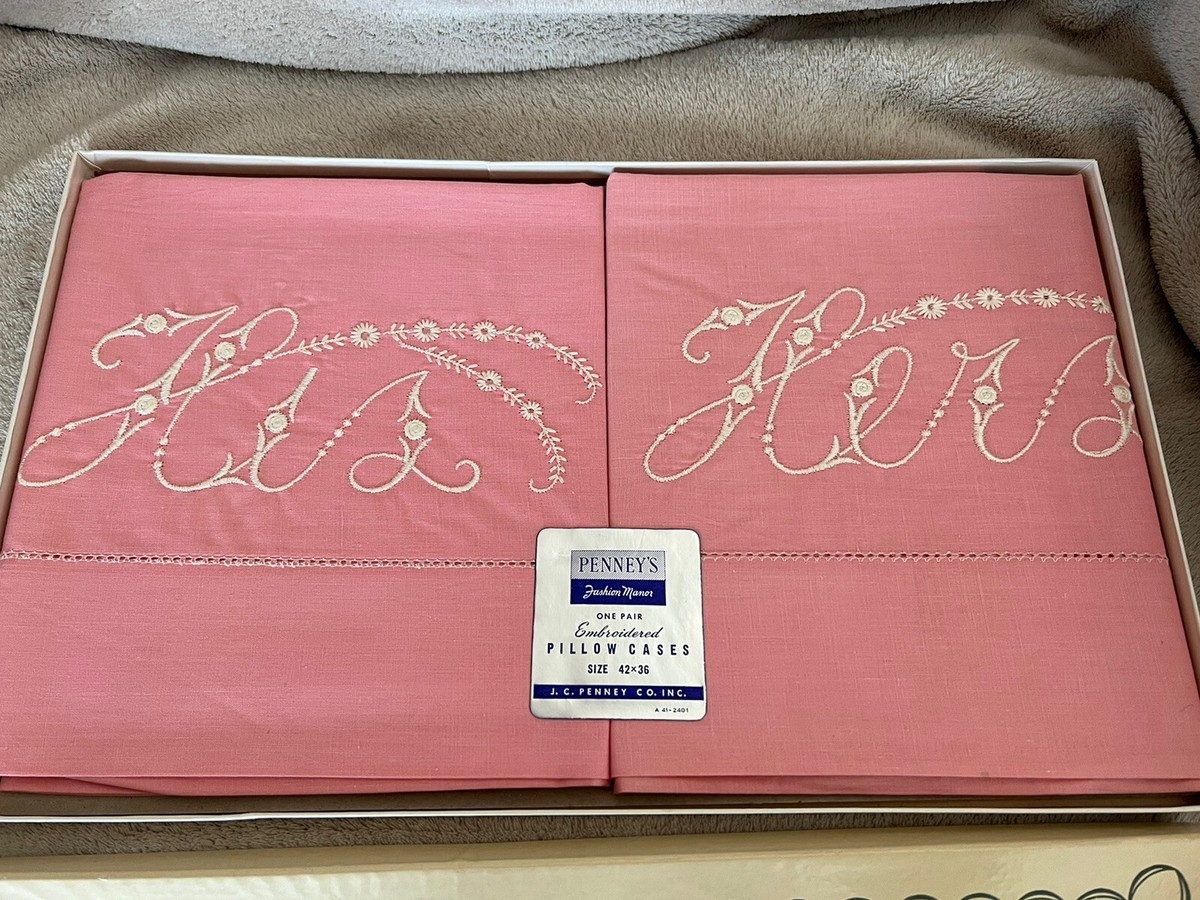 His
Hers
PENNEY'S
Fashion Manor
ONE PAIR
Embroidered
PILLOW CASES
SIZE 42×36
J. C. PENNEY CO. INC.
A 41-2401